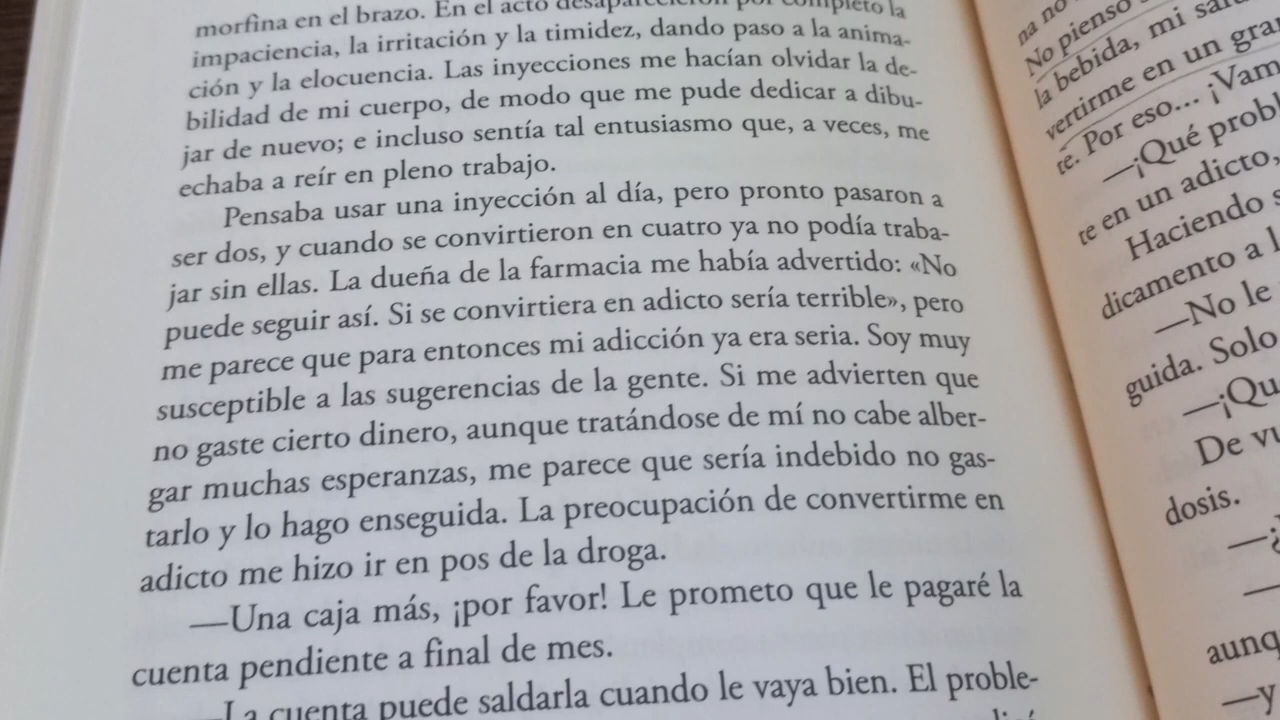 morfina en el brazo. En el acto desaparecieron por completo la
impaciencia, la irritación y la timidez, dando paso a la anima-
ción y la elocuencia. Las inyecciones me hacían olvidar la de-
bilidad de mi cuerpo, de modo que me pude dedicar a dibu-
jar de nuevo; e incluso sentía tal entusiasmo que, a veces, me
echaba a reír en pleno trabajo.
Pensaba usar una inyección al día, pero pronto pasaron a
ser dos, y cuando se convirtieron en cuatro ya no podía traba-
jar sin ellas. La dueña de la farmacia me había advertido: «No
puede seguir así. Si se convirtiera en adicto sería terrible», pero
me parece que para entonces mi adicción ya era seria. Soy muy
susceptible a las sugerencias de la gente. Si me advierten que
no gaste cierto dinero, aunque tratándose de mí no cabe alber-
gar muchas esperanzas, me parece que sería indebido no gas-
tarlo y lo hago enseguida. La preocupación de convertirme en
adicto me hizo ir en pos de la droga.
—Una caja más, ¡por favor! Le prometo que le pagaré la
cuenta pendiente a final de mes.
—La cuenta puede saldarla cuando le vaya bien. El proble-
na no
No pienso
la bebida, mi
vertirme en un gran
te. Por eso... ¡Vam
—¡Qué probl
te en un adicto,
Haciendo s
dicamento a l
—No le
guida. Solo
—¡Qu
De vu
dosis.
—¿
—
aunq
—y